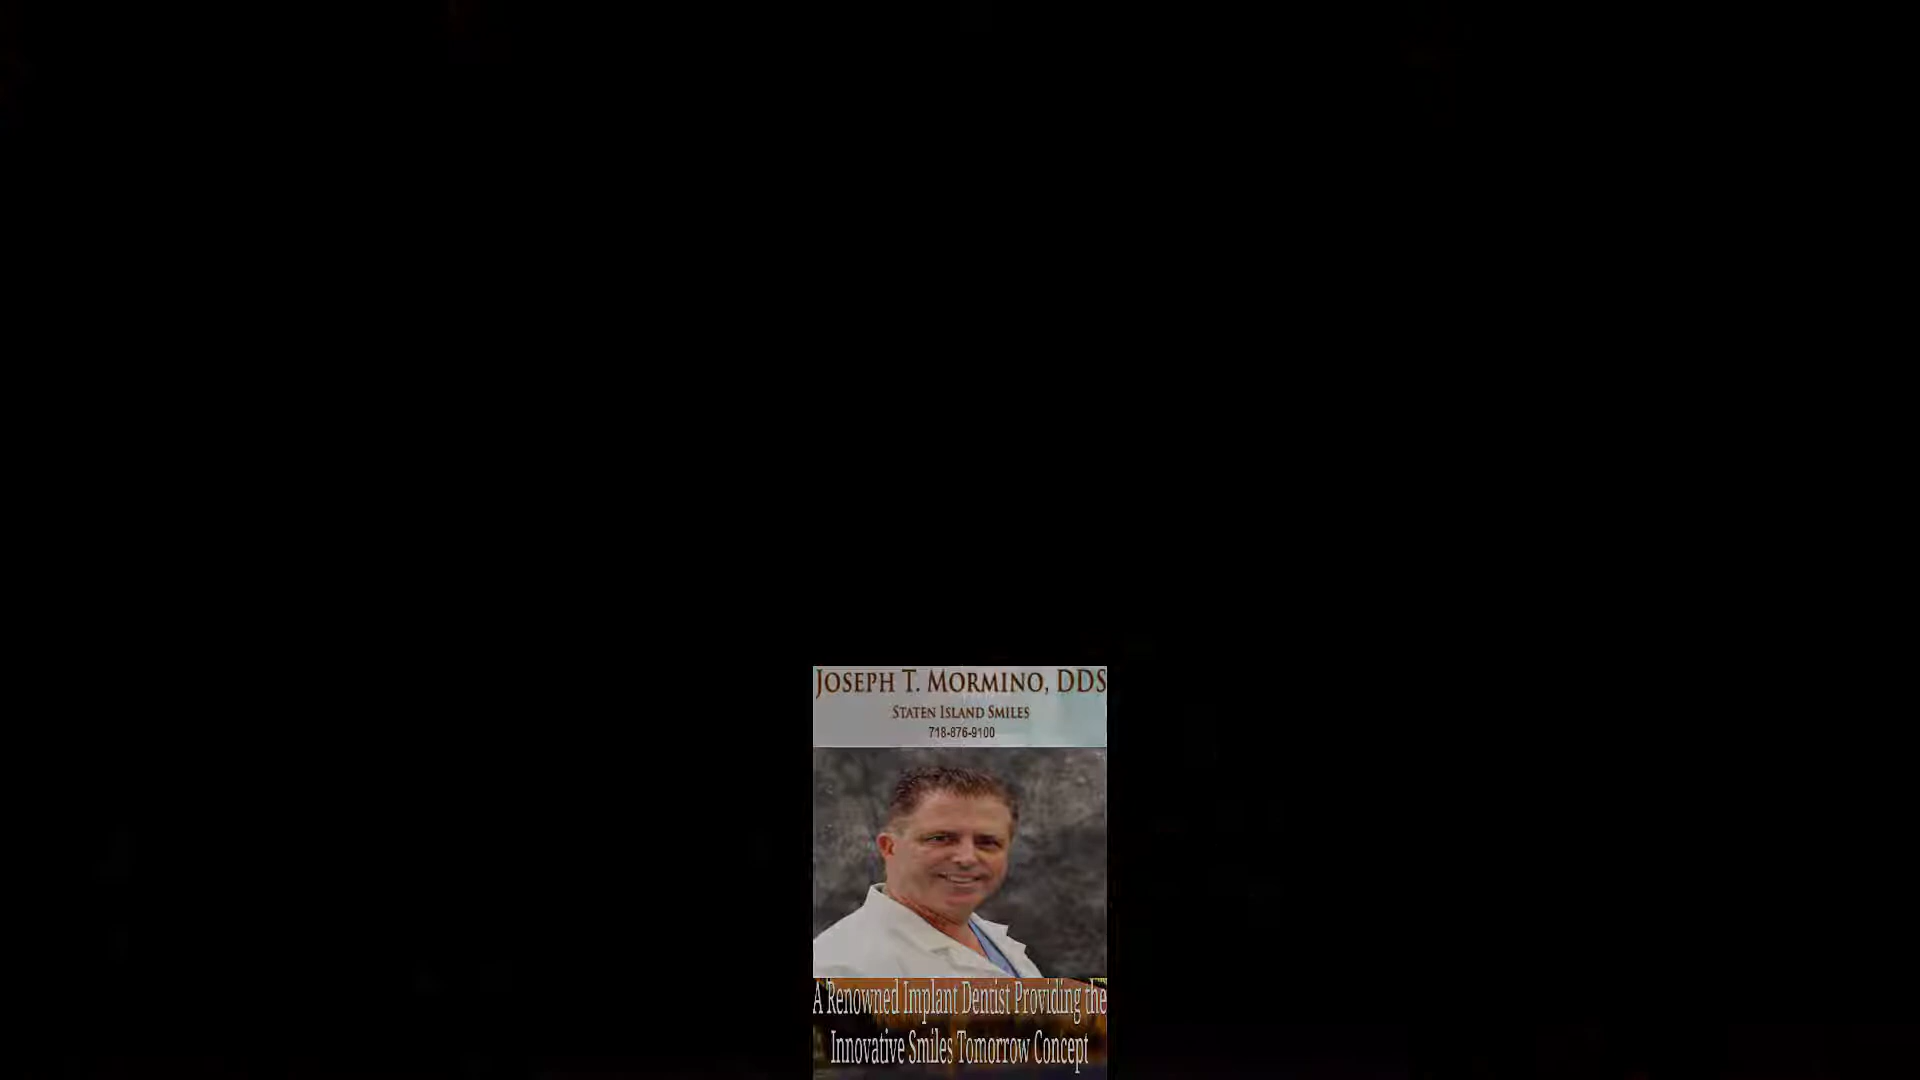 JOSEPH T. MORMINO, DDS
STATEN ISLAND SMILES
718-876-9100
A Renowned Implant Dentist Providing the
Innovative Smiles Tomorrow Concept